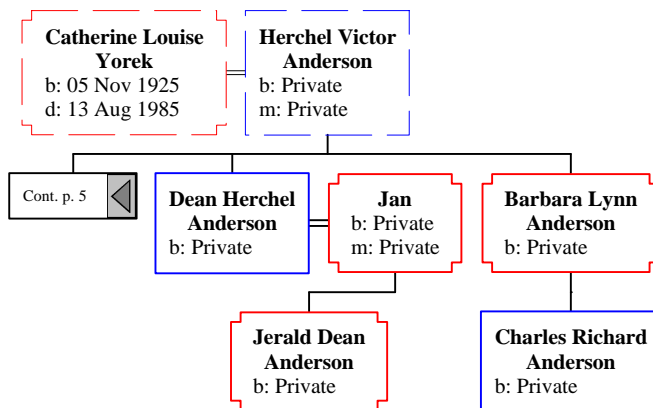 Catherine Louise
Yorek
b: 05 Nov 1925
d: 13 Aug 1985
Herchel Victor
Anderson
b: Private
m: Private
Cont. p. 5
Dean Herchel
Anderson
b: Private
Jan
b: Private
m: Private
Barbara Lynn
Anderson
b: Private
Jerald Dean
Anderson
b: Private
Charles Richard
Anderson
b: Private